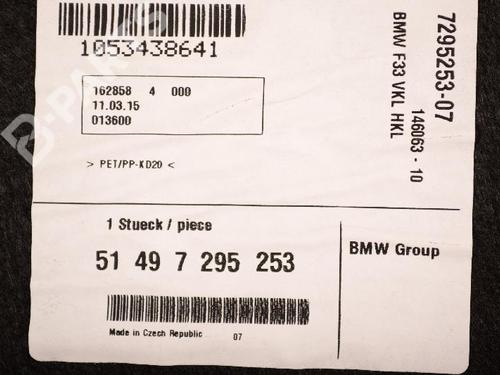 1053438641
162858 4 000
11.03.15
013600
> PET/PP-KD20 <
7295253-07
146063 - 10
BMW F33 VKL HKL
1 Stueck / piece
51 49 7 295 253
Made in Czech Republic 07
BMW Group
B-PARTS